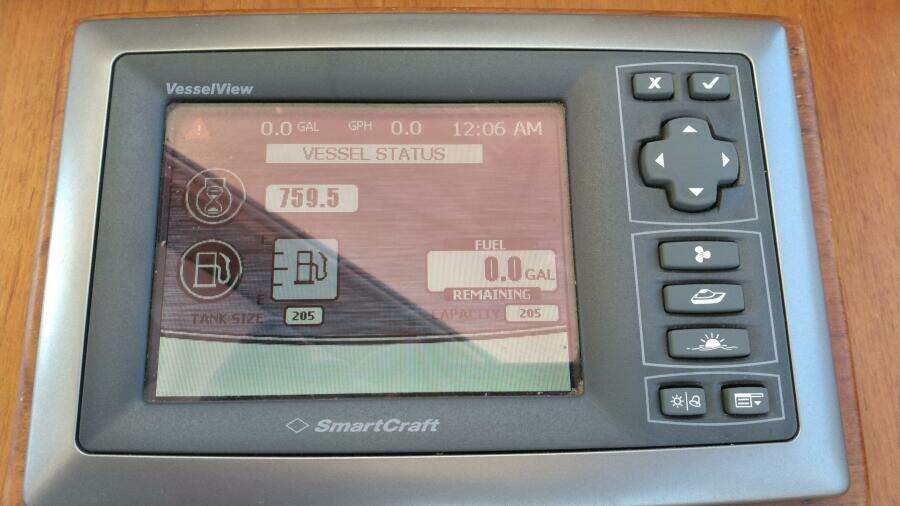 VesselView
0.0 GAL GPH 0.0 12:06 AM
VESSEL STATUS
759.5
FUEL
0.0 GAL
REMAINING
E
TANK SIZE 205 CAPACITY 205
SmartCraft